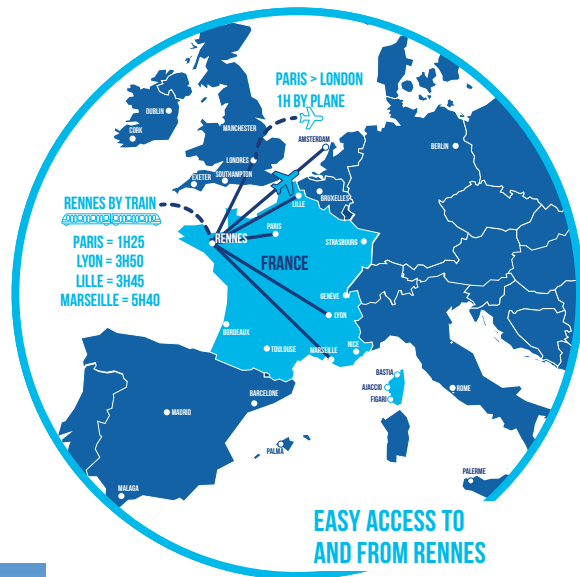 PARIS > LONDON
1H BY PLANE
DUBLIN
CORK
MANCHESTER
AMSTERDAM
BERLIN
LONDRES
EXETER
SOUTHAMPTON
LILLE
BRUXELLES
RENNES BY TRAIN
PARIS = 1H25
LYON = 3H50
LILLE = 3H45
MARSEILLE = 5H40
RENNES
PARIS
STRASBOURG
FRANCE
GENÈVE
LYON
BORDEAUX
TOULOUSE
MARSEILLE
NICE
BASTIA
AJACCIO
FIGARI
ROME
BARCELONE
MADRID
PALMA
MALAGA
PALERME
EASY ACCESS TO
AND FROM RENNES